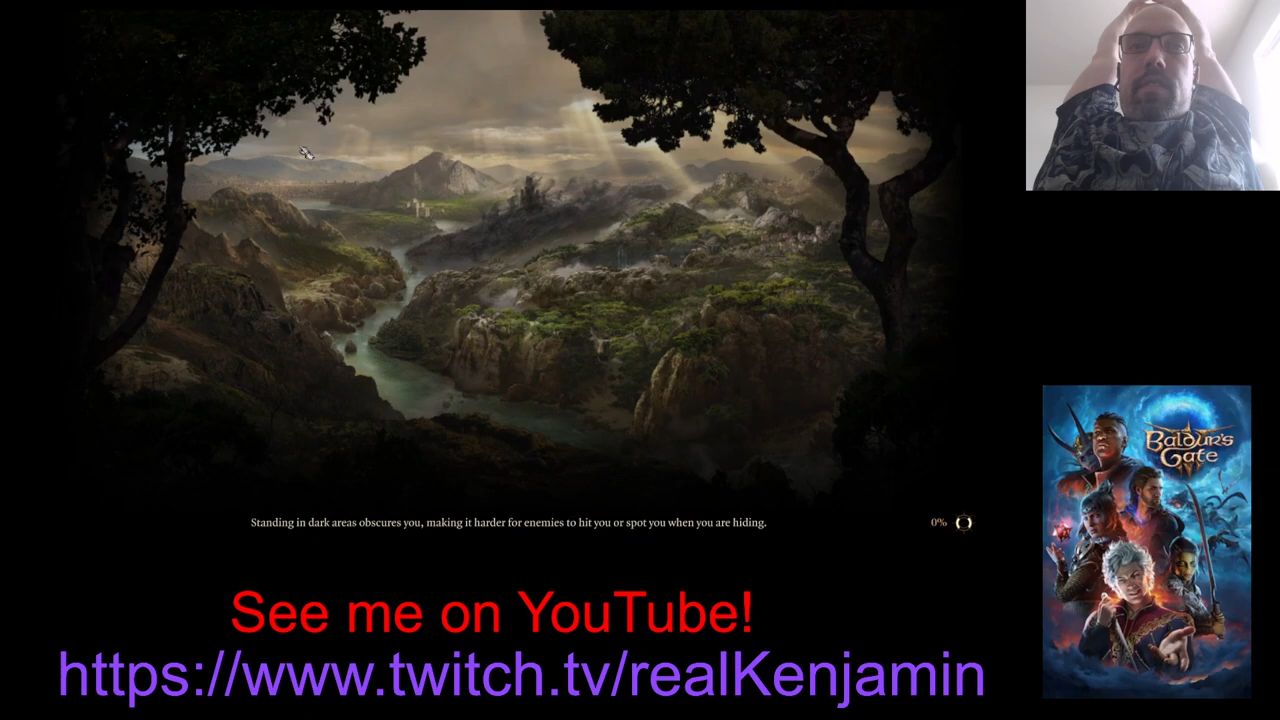 Baldur's
Gate
Standing in dark areas obscures you, making it harder for enemies to hit you or spot you when you are hiding.
0%
See me on YouTube!
https://www.twitch.tv/realKenjamin